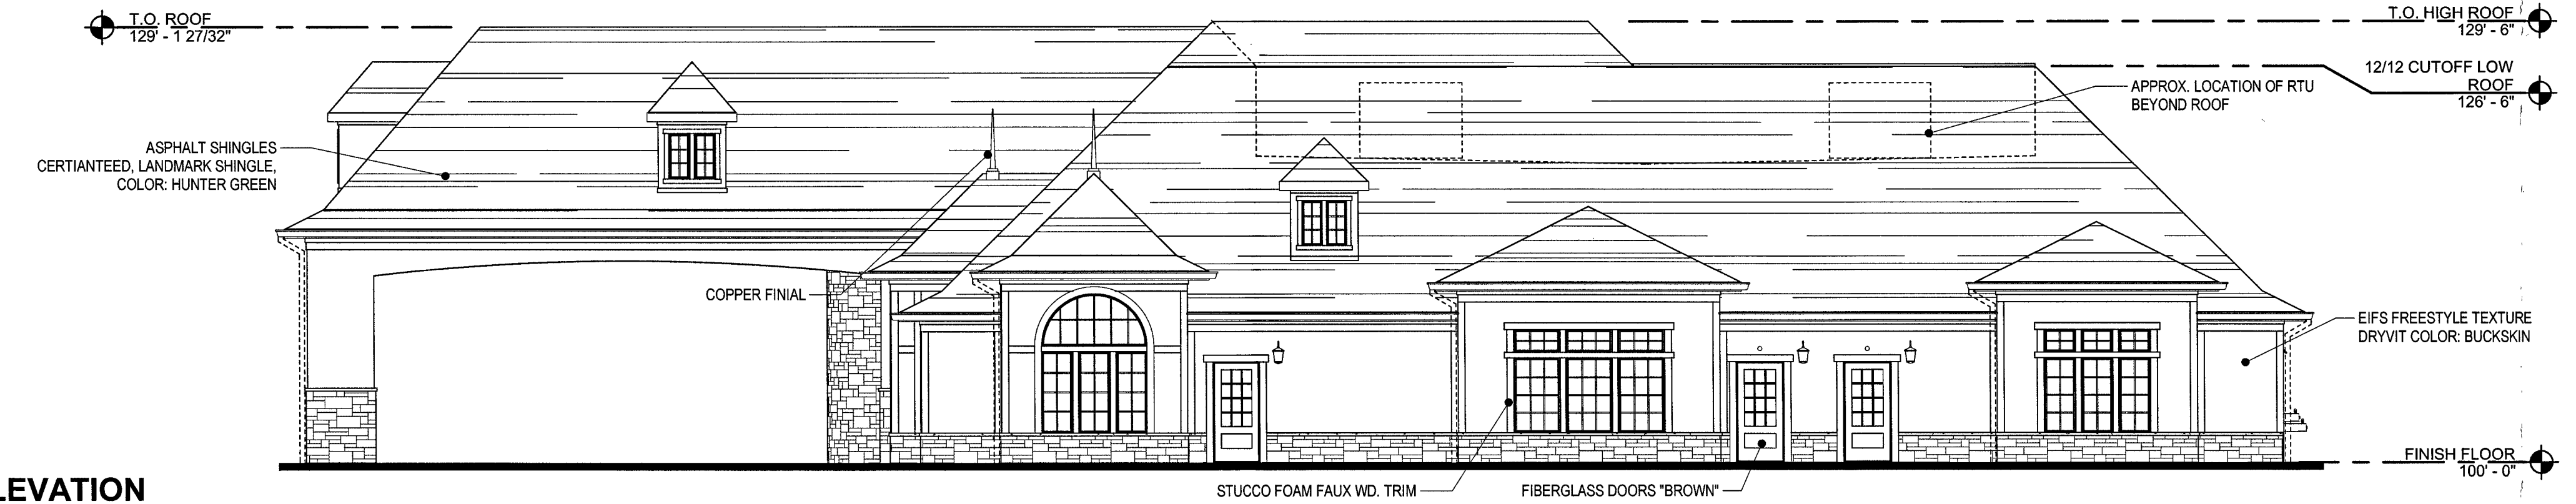 T.O. ROOF
129' - 1 27/32"
T.O. HIGH ROOF
129' - 6"
12/12 CUTOFF LOW
ROOF
126' - 6"
APPROX. LOCATION OF RTU
BEYOND ROOF
ASPHALT SHINGLES
CERTIANTEED, LANDMARK SHINGLE,
COLOR: HUNTER GREEN
COPPER FINIAL
EIFS FREESTYLE TEXTURE
DRYVIT COLOR: BUCKSKIN
FINISH FLOOR
100' - 0"
LEVATION
STUCCO FOAM FAUX WD. TRIM
FIBERGLASS DOORS "BROWN"